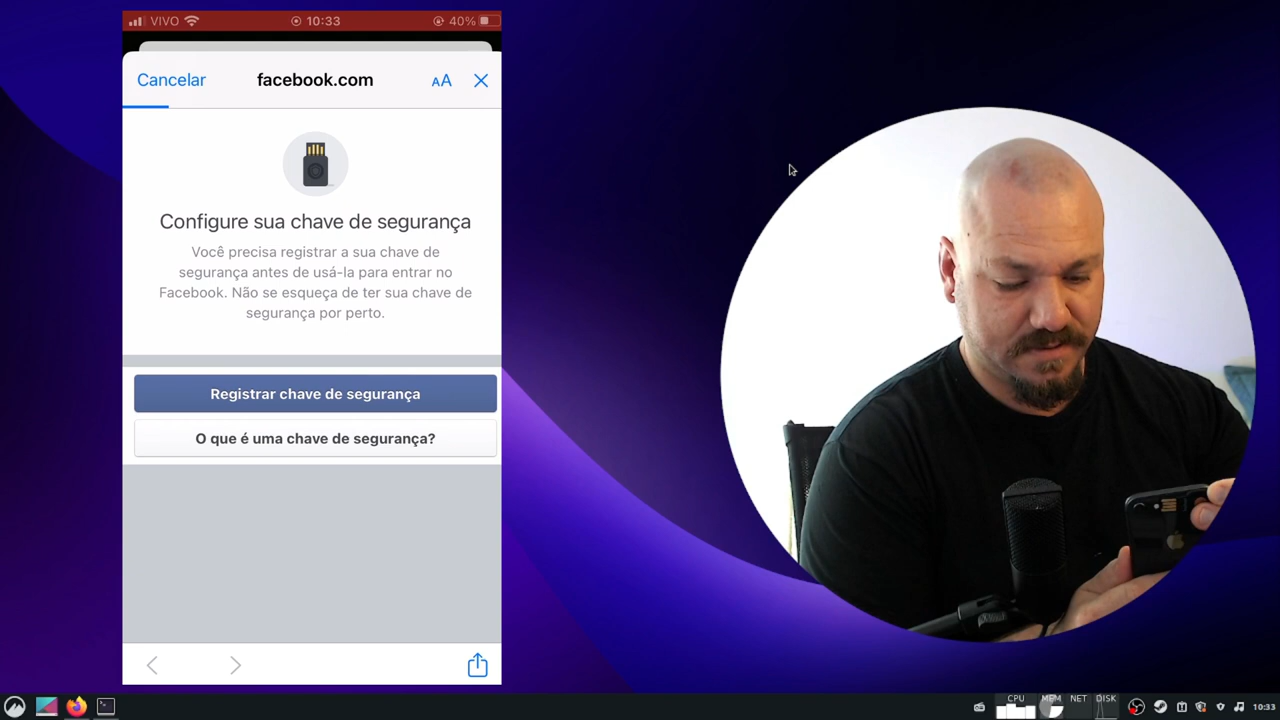 VIVO
10:33
40%
Cancelar
facebook.com
AA
Configure sua chave de segurança
Você precisa registrar a sua chave de
segurança antes de usá-la para entrar no
Facebook. Não se esqueça de ter sua chave de
segurança por perto.
Registrar chave de segurança
O que é uma chave de segurança?
CPU
MEM
NET
DISK
10:33